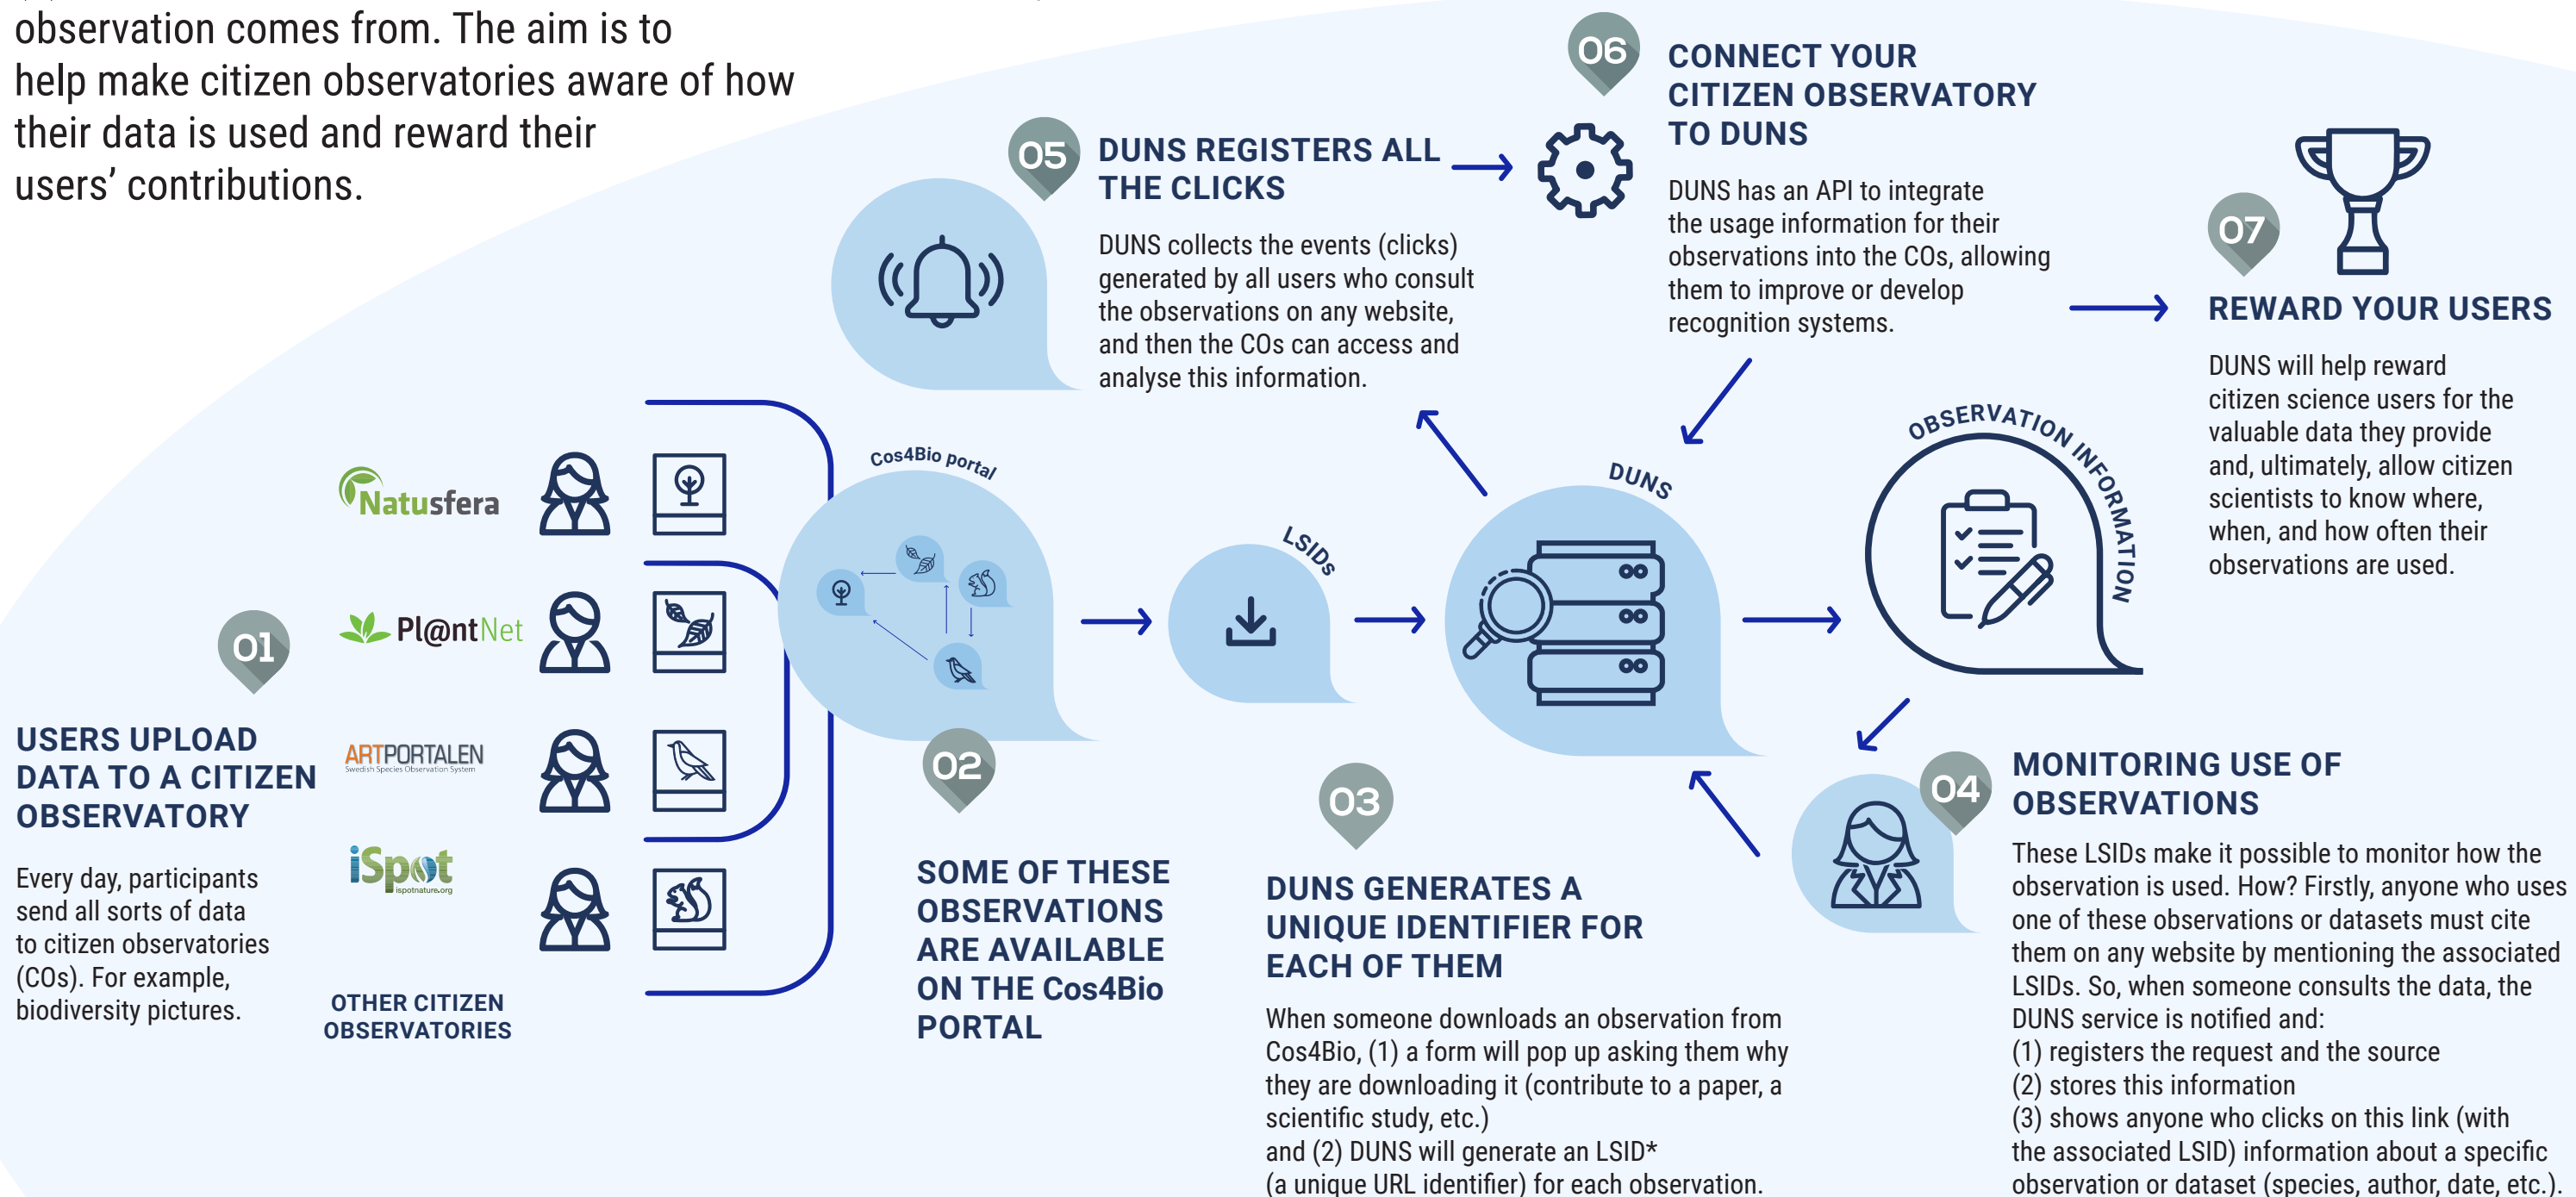 observation comes from. The aim is to
help make citizen observatories aware of how
their data is used and reward their
users’ contributions.
01
USERS UPLOAD
DATA TO A CITIZEN
OBSERVATORY
Every day, participants
send all sorts of data
to citizen observatories
(COs). For example,
biodiversity pictures.
Natusfera
Pl@ntNet
ARTPORTALEN
Swedish Species Observation System
iSpot
ispotnature.org
OTHER CITIZEN
OBSERVATORIES
Cos4Bio portal
02
SOME OF THESE
OBSERVATIONS
ARE AVAILABLE
ON THE Cos4Bio
PORTAL
LSIDs
03
DUNS GENERATES A
UNIQUE IDENTIFIER FOR
EACH OF THEM
When someone downloads an observation from
Cos4Bio, (1) a form will pop up asking them why
they are downloading it (contribute to a paper, a
scientific study, etc.)
and (2) DUNS will generate an LSID*
(a unique URL identifier) for each observation.
DUNS
OBSERVATION INFORMATION
04
MONITORING USE OF
OBSERVATIONS
These LSIDs make it possible to monitor how the
observation is used. How? Firstly, anyone who uses
one of these observations or datasets must cite
them on any website by mentioning the associated
LSIDs. So, when someone consults the data, the
DUNS service is notified and:
(1) registers the request and the source
(2) stores this information
(3) shows anyone who clicks on this link (with
the associated LSID) information about a specific
observation or dataset (species, author, date, etc.).
05
DUNS REGISTERS ALL
THE CLICKS
DUNS collects the events (clicks)
generated by all users who consult
the observations on any website,
and then the COs can access and
analyse this information.
06
CONNECT YOUR
CITIZEN OBSERVATORY
TO DUNS
DUNS has an API to integrate
the usage information for their
observations into the COs, allowing
them to improve or develop
recognition systems.
07
REWARD YOUR USERS
DUNS will help reward
citizen science users for the
valuable data they provide
and, ultimately, allow citizen
scientists to know where,
when, and how often their
observations are used.